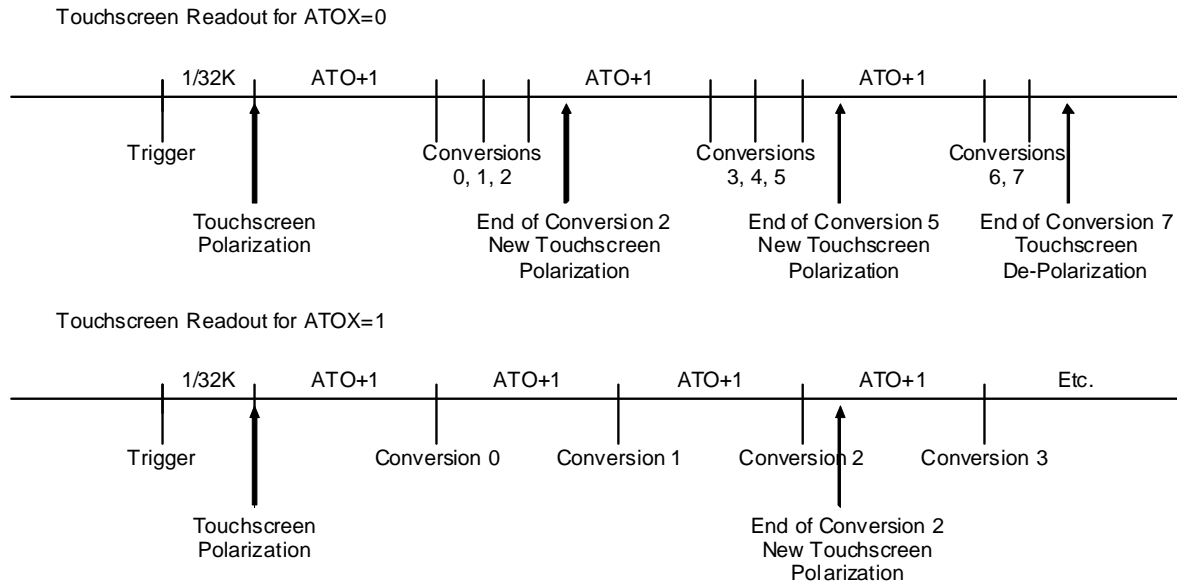 Touchscreen Readout for ATOX=0
1/32K ATO+1 ATO+1 ATO+1
Trigger
Conversions
0, 1, 2
Conversions
3, 4, 5
Conversions
6, 7
Touchscreen
Polarization
End of Conversion 2
New Touchscreen
Polarization
End of Conversion 5
New Touchscreen
Polarization
End of Conversion 7
Touchscreen
De-Polarization
Touchscreen Readout for ATOX=1
1/32K ATO+1 ATO+1 ATO+1 ATO+1 Etc.
Trigger Conversion 0 Conversion 1 Conversion 2 Conversion 3
Touchscreen
Polarization
End of Conversion 2
New Touchscreen
Polarization